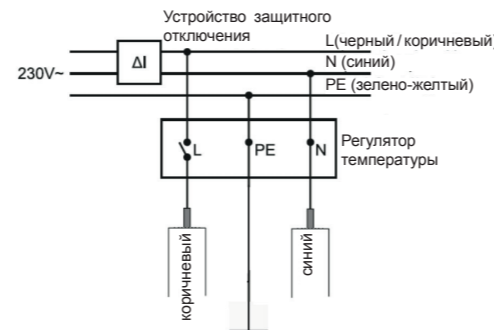 Устройство защитного
отключения
L(черный / коричневый)
ΔI
N (синий)
230V~
PE (зелено-желтый)
L
PE
N
Регулятор
температуры
коричневый
синий